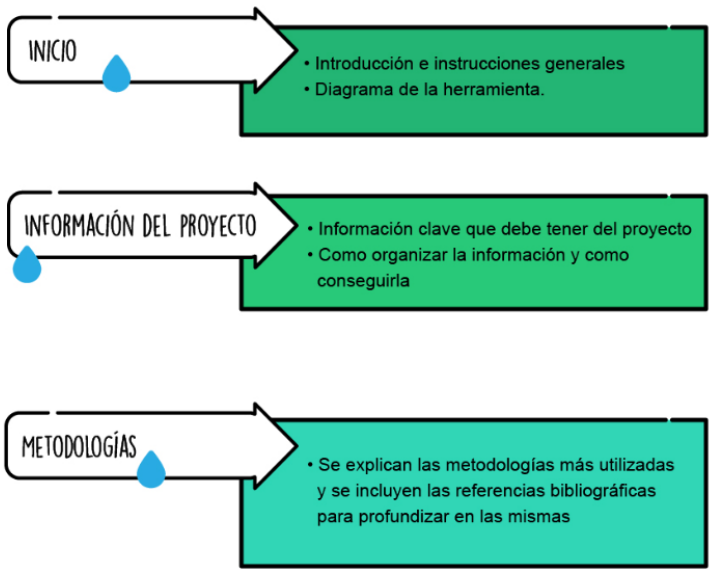 INICIO
• Introducción e instrucciones generales
• Diagrama de la herramienta.
INFORMACIÓN DEL PROYECTO
• Información clave que debe tener del proyecto
• Como organizar la información y como
conseguirla
METODOLOGÍAS
• Se explican las metodologías más utilizadas
y se incluyen las referencias bibliográficas
para profundizar en las mismas